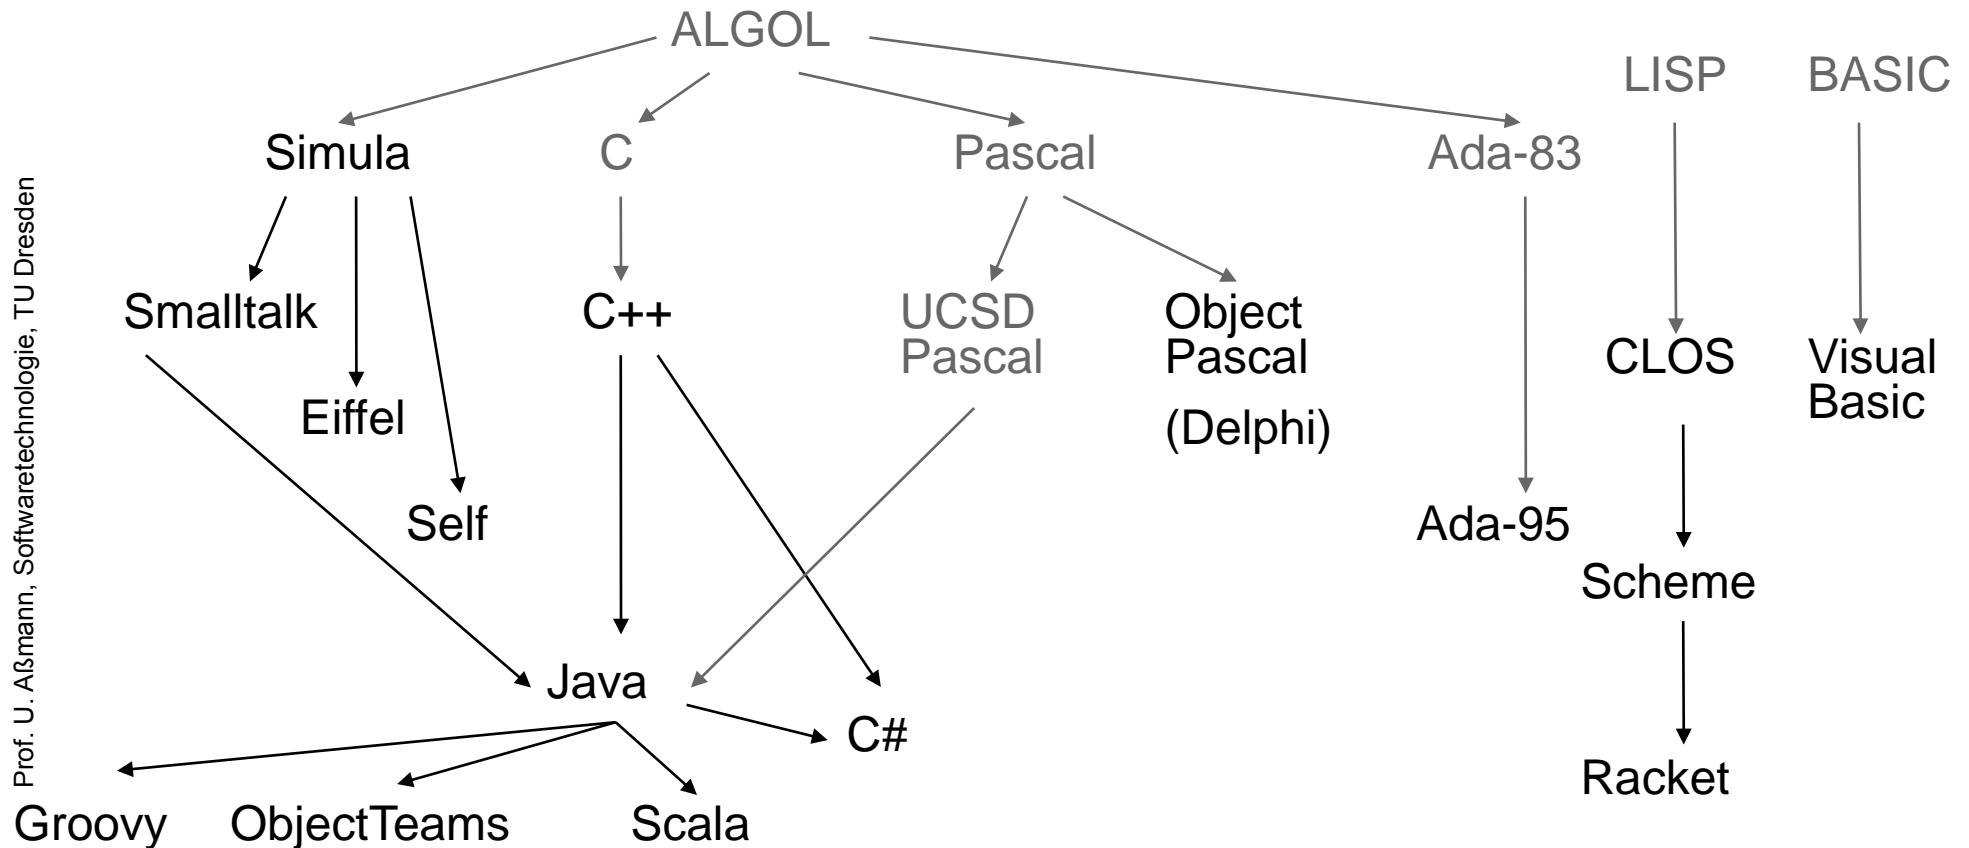 ALGOL
LISP
BASIC
Simula
C
Pascal
Ada-83
Smalltalk
C++
UCSD
Pascal
Object
Pascal
(Delphi)
CLOS
Visual
Basic
Eiffel
Self
Ada-95
Scheme
Java
C#
Racket
Groovy
ObjectTeams
Scala
Prof. U. Aßmann, Softwaretechnologie, TU Dresden